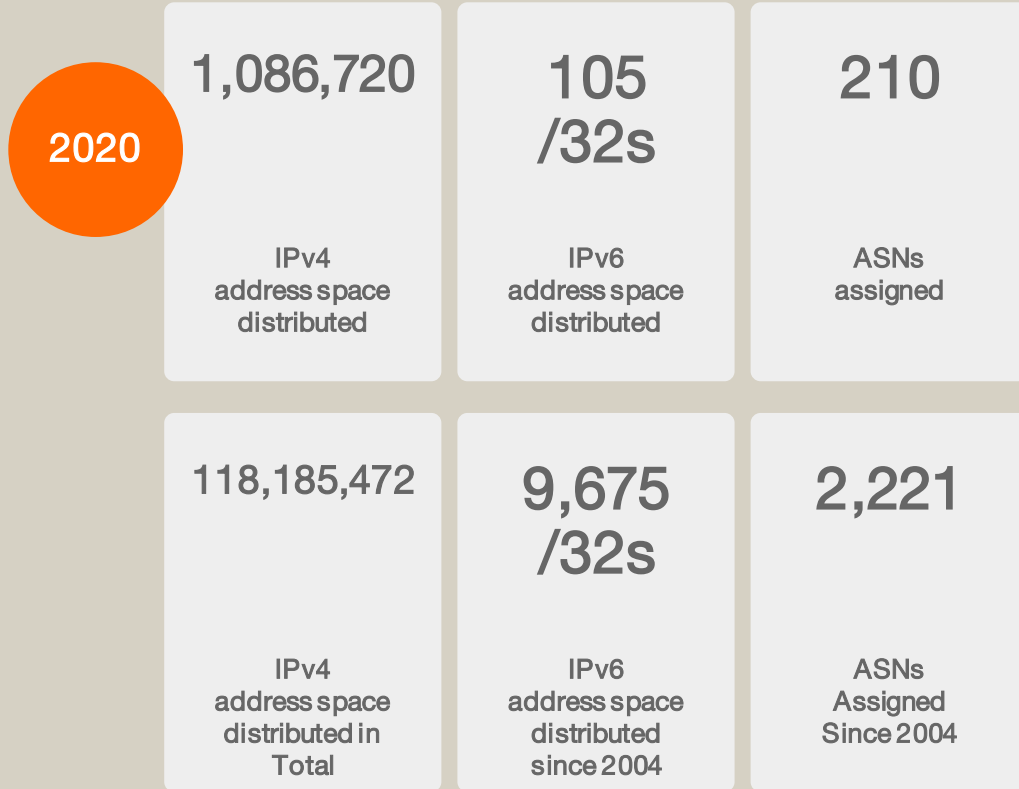 2020
1,086,720
IPv4
address space
distributed
105
/32s
IPv6
address space
distributed
210
ASNs
assigned
118,185,472
IPv4
address space
distributed in
Total
9,675
/32s
IPv6
address space
distributed
since 2004
2,221
ASNs
Assigned
Since 2004